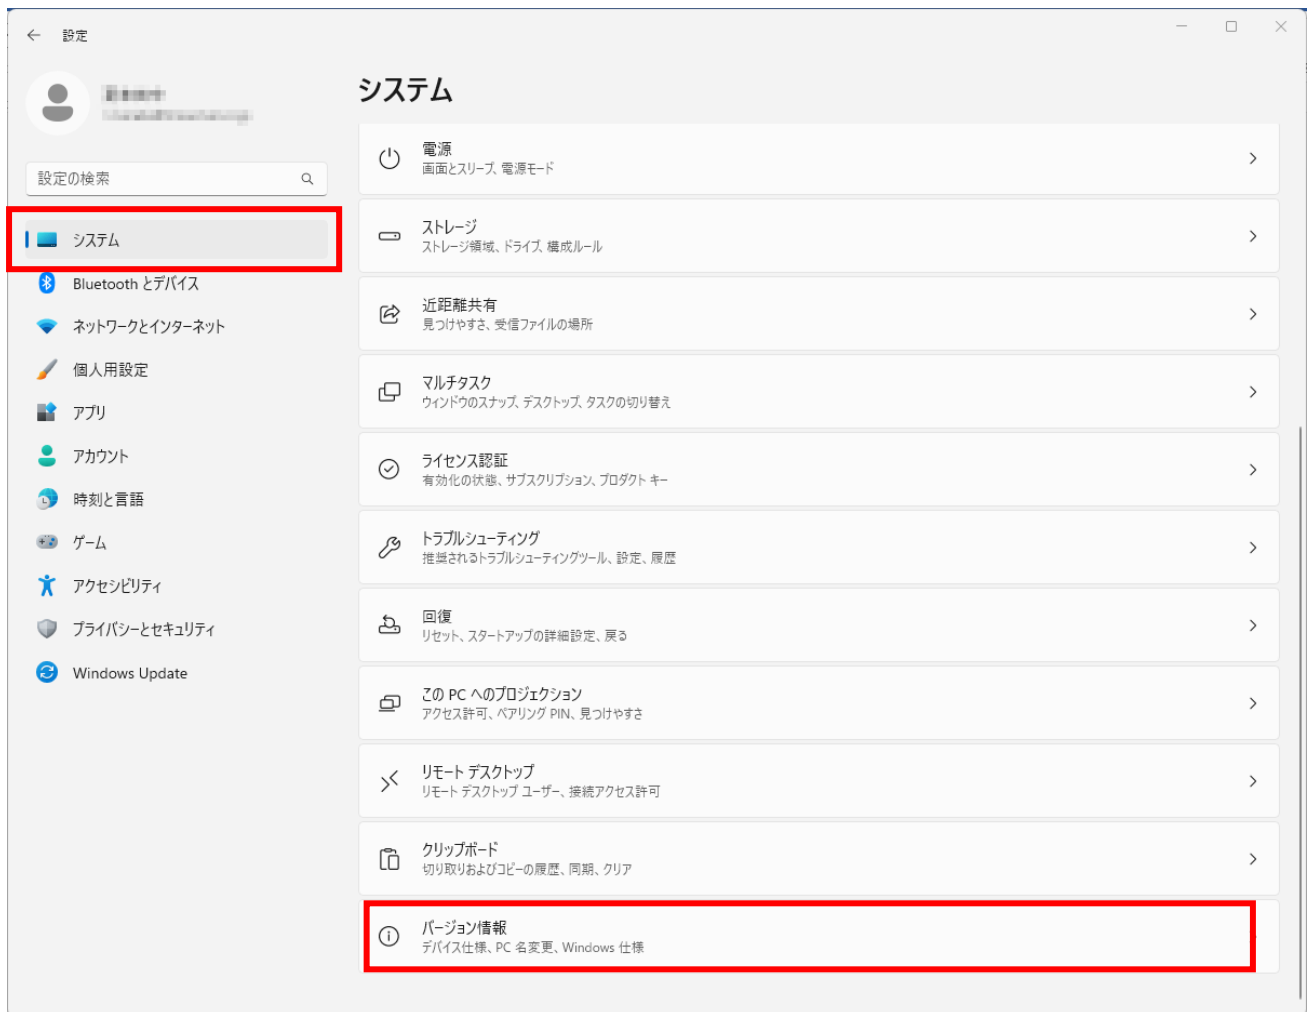 設定
設定の検索
システム
Bluetooth とデバイス
ネットワークとインターネット
個人用設定
アプリ
アカウント
時刻と言語
ゲーム
アクセシビリティ
プライバシーとセキュリティ
Windows Update
システム
電源
画面とスリープ、電源モード
ストレージ
ストレージ領域、ドライブ、構成ルール
近距離共有
見つけやすさ、受信ファイルの場所
マルチタスク
ウィンドウのスナップ、デスクトップ、タスクの切り替え
ライセンス認証
有効化の状態、サブスクリプション、プロダクト キー
トラブルシューティング
推奨されるトラブルシューティングツール、設定、履歴
回復
リセット、スタートアップの詳細設定、戻る
この PC へのプロジェクション
アクセス許可、ペアリング PIN、見つけやすさ
リモート デスクトップ
リモート デスクトップ ユーザー、接続アクセス許可
クリップボード
切り取りおよびコピーの履歴、同期、クリア
バージョン情報
デバイス仕様、PC 名変更、Windows 仕様